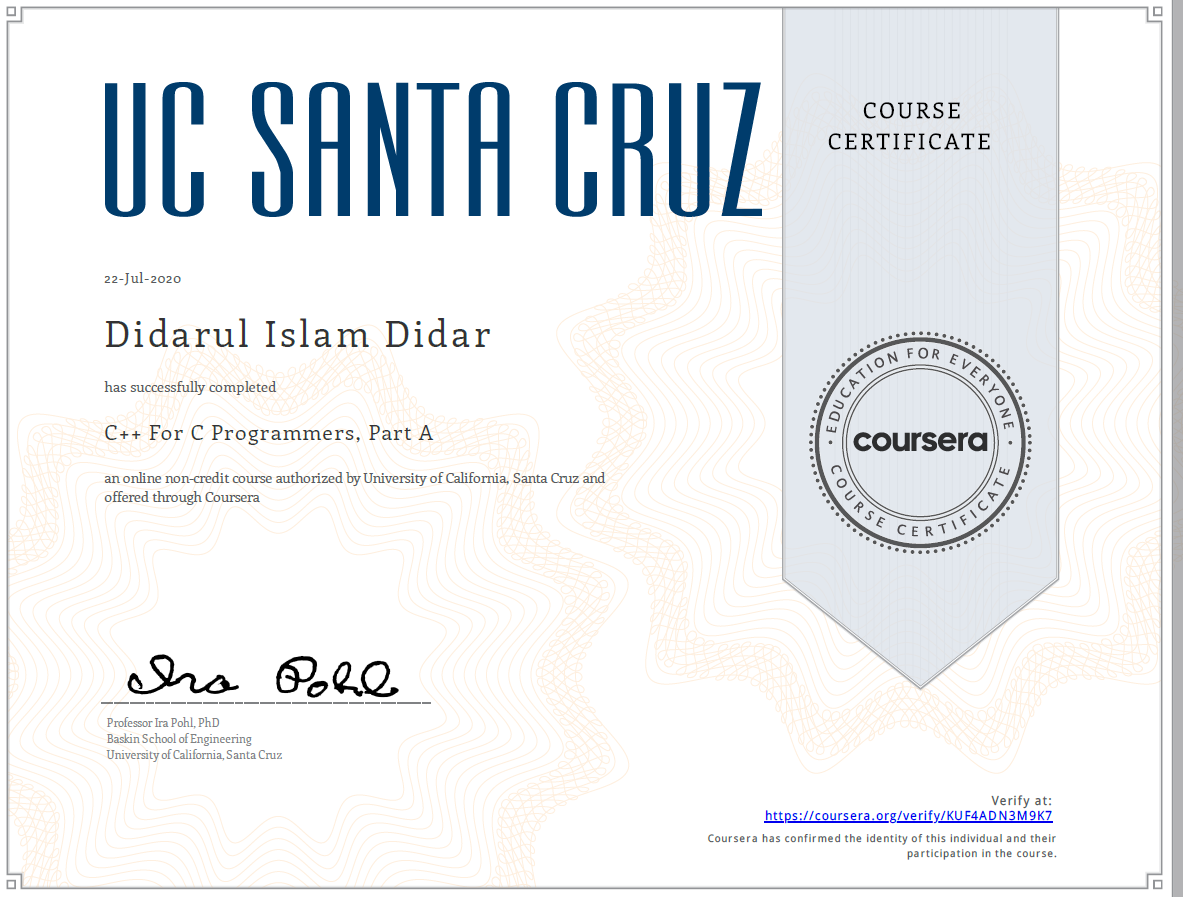 UC SANTA CRUZ
COURSE
CERTIFICATE
22-Jul-2020
Didarul Islam Didar
has successfully completed
C++ For C Programmers, Part A
an online non-credit course authorized by University of California, Santa Cruz and
offered through Coursera
EDUCATION FOR EVERYONE
coursera
COURSE CERTIFICATE
Ira Pohl
Professor Ira Pohl, PhD
Baskin School of Engineering
University of California, Santa Cruz
Verify at:
https://coursera.org/verify/KUF4ADN3M9K7
Coursera has confirmed the identity of this individual and their
participation in the course.